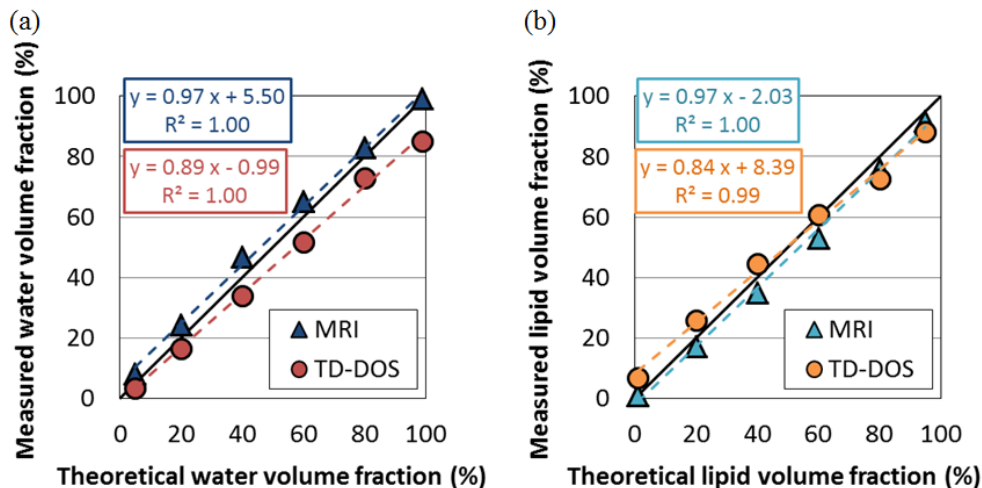 (a)
Measured water volume fraction (%)
100
80
60
40
20
0
y = 0.97 x + 5.50
R² = 1.00
y = 0.89 x - 0.99
R² = 1.00
MRI
TD-DOS
0 20 40 60 80 100
Theoretical water volume fraction (%)
(b)
Measured lipid volume fraction (%)
100
80
60
40
20
0
y = 0.97 x - 2.03
R² = 1.00
y = 0.84 x + 8.39
R² = 0.99
MRI
TD-DOS
0 20 40 60 80 100
Theoretical lipid volume fraction (%)